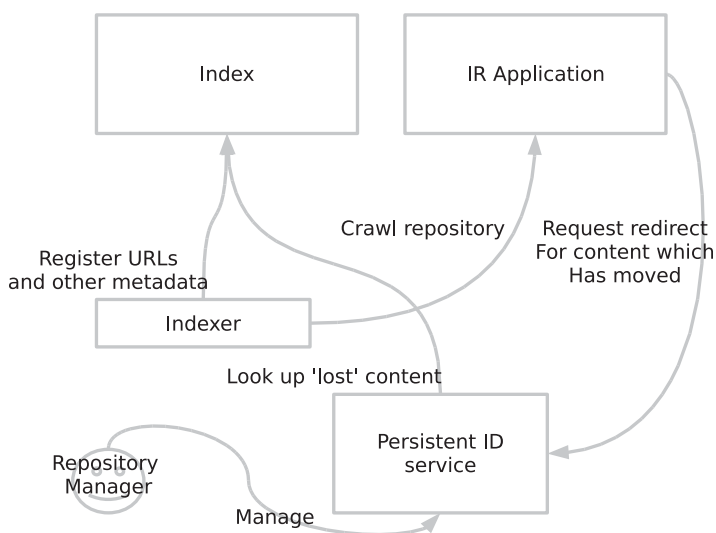 Index
IR Application
Crawl repository
Request redirect
For content which
Has moved
Register URLs
and other metadata
Indexer
Look up 'lost' content
Persistent ID
service
Repository
Manager
Manage